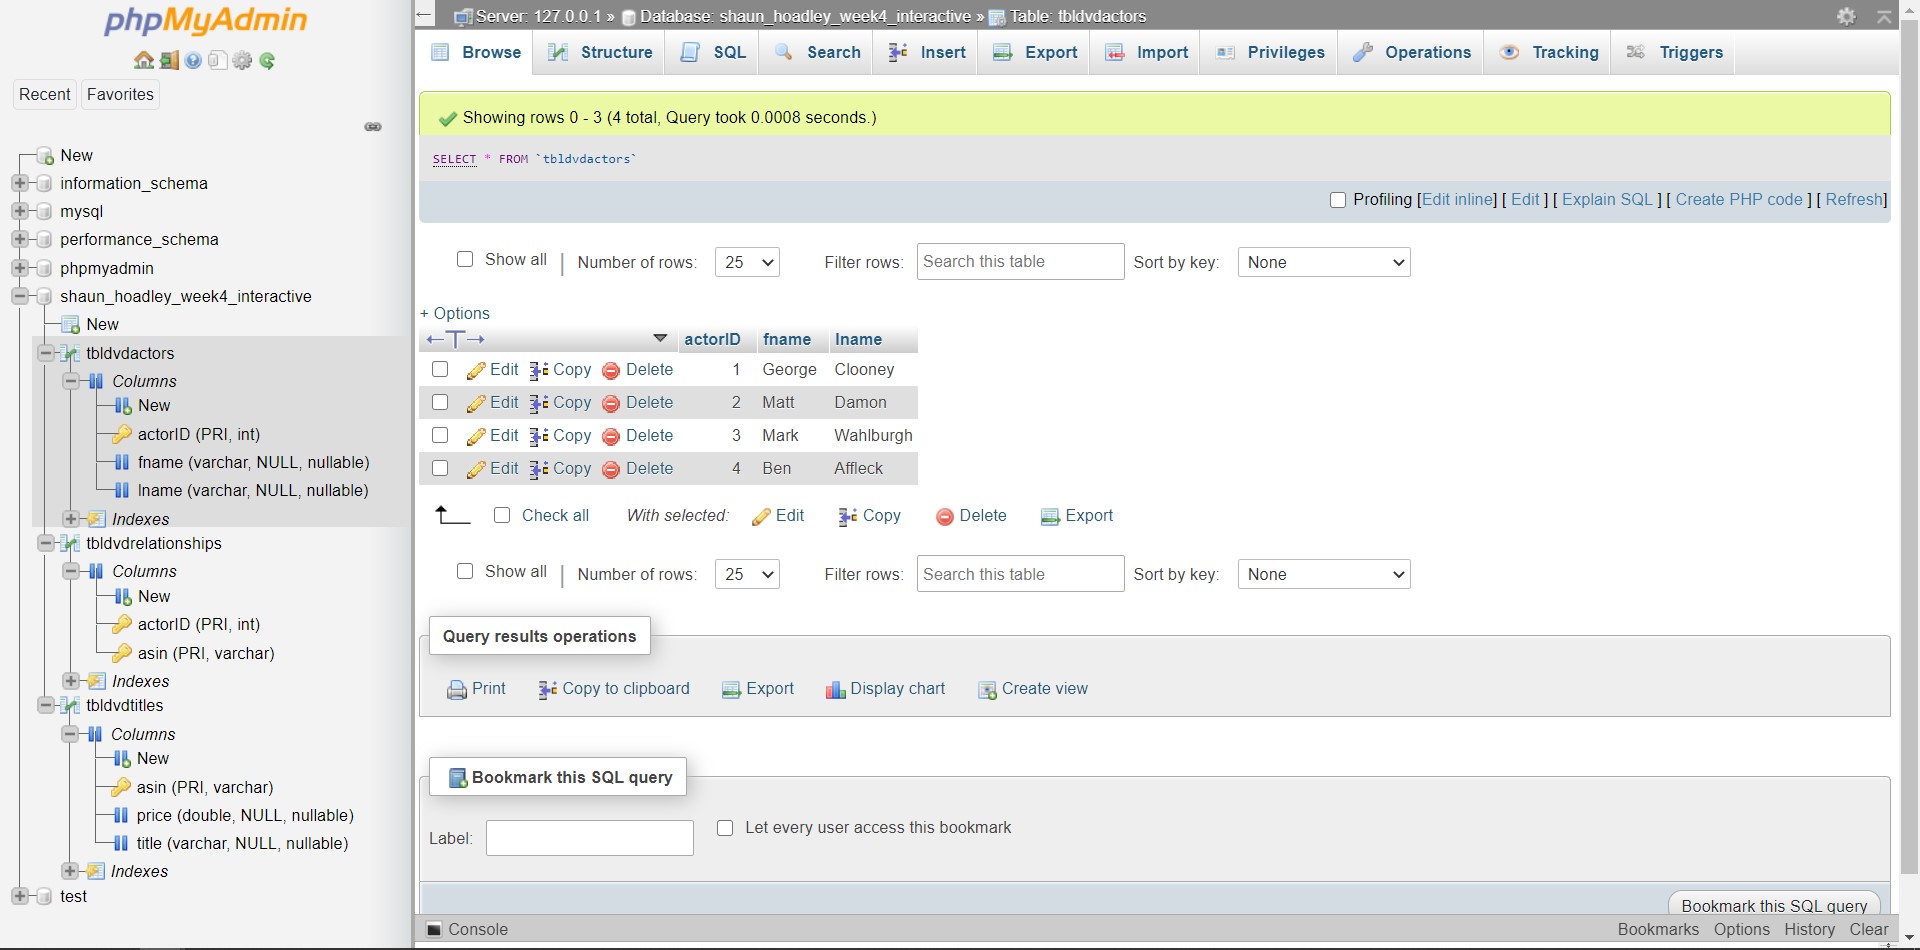 phpMyAdmin
Recent
Favorites
New
information_schema
mysql
performance_schema
phpmyadmin
shaun_hoadley_week4_interactive
New
tbldvdactors
Columns
New
actorID (PRI, int)
fname (varchar, NULL, nullable)
lname (varchar, NULL, nullable)
Indexes
tbldvdrelationships
Columns
New
actorID (PRI, int)
asin (PRI, varchar)
Indexes
tbldvdtitles
Columns
New
asin (PRI, varchar)
price (double, NULL, nullable)
title (varchar, NULL, nullable)
Indexes
test
Server: 127.0.0.1 » Database: shaun_hoadley_week4_interactive » Table: tbldvdactors
Browse Structure SQL Search Insert Export Import Privileges Operations Tracking Triggers
Showing rows 0 - 3 (4 total, Query took 0.0008 seconds.)
SELECT * FROM `tbldvdactors`
Profiling [Edit inline] [ Edit ] [ Explain SQL ] [ Create PHP code ] [ Refresh]
Show all | Number of rows: 25 Filter rows: Search this table Sort by key: None
+ Options
←T→ actorID fname lname
Edit Copy Delete 1 George Clooney
Edit Copy Delete 2 Matt Damon
Edit Copy Delete 3 Mark Wahlburgh
Edit Copy Delete 4 Ben Affleck
Check all With selected: Edit Copy Delete Export
Show all | Number of rows: 25 Filter rows: Search this table Sort by key: None
Query results operations
Print Copy to clipboard Export Display chart Create view
Bookmark this SQL query
Label: Let every user access this bookmark
Bookmark this SQL query
Console Bookmarks Options History Clear